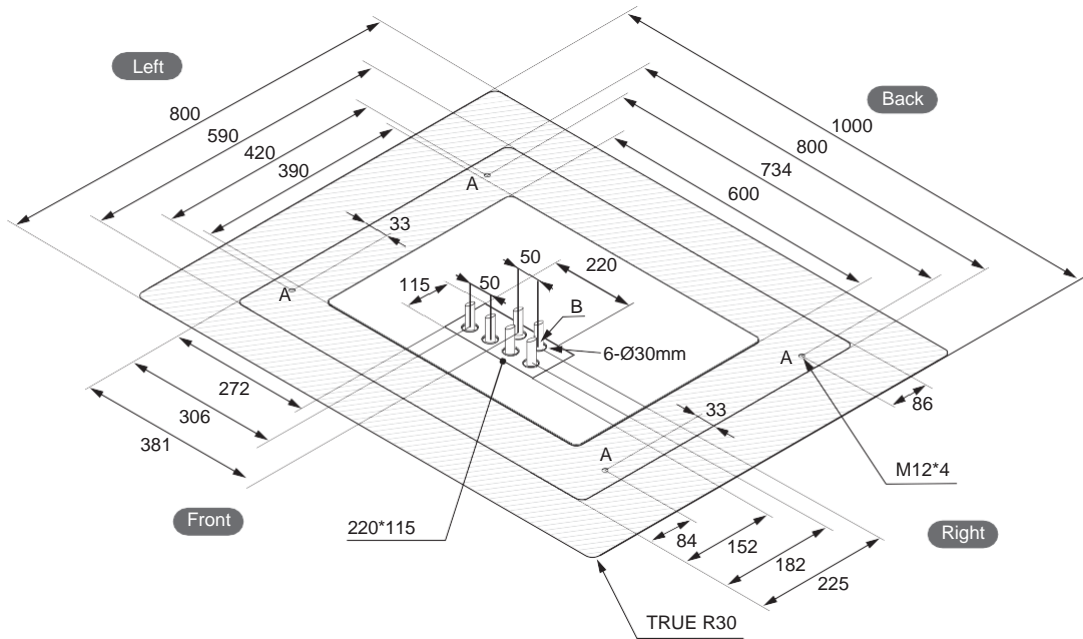 Left
Back
800
590
420
390
33
1000
800
734
600
A
50
220
115
50
B
6-Ø30mm
A
A
33
86
272
306
381
A
M12*4
Front
220*115
84
152
182
225
Right
TRUE R30